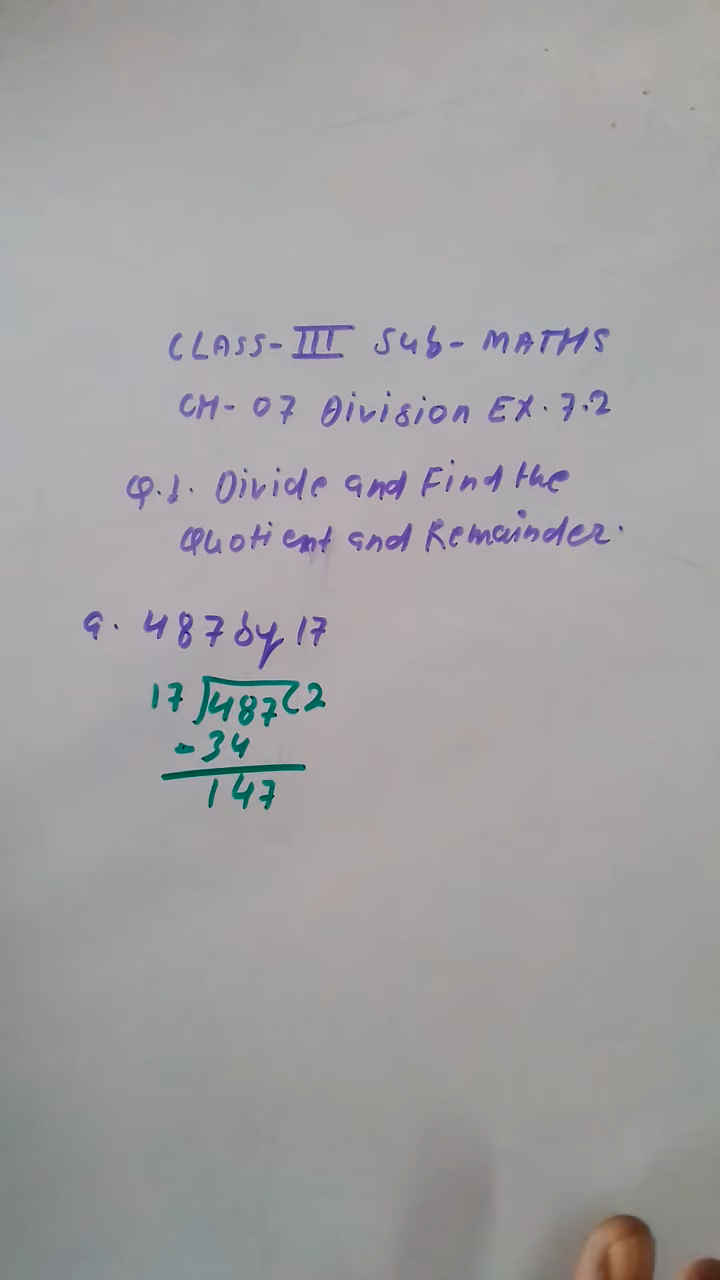 CLASS-III Sub- MATHS
CH- 07 Division EX. 7.2
Q.1. Divide and Find the
Quotient and Remainder.
a. 487 by 17
17)487(2
-34
147